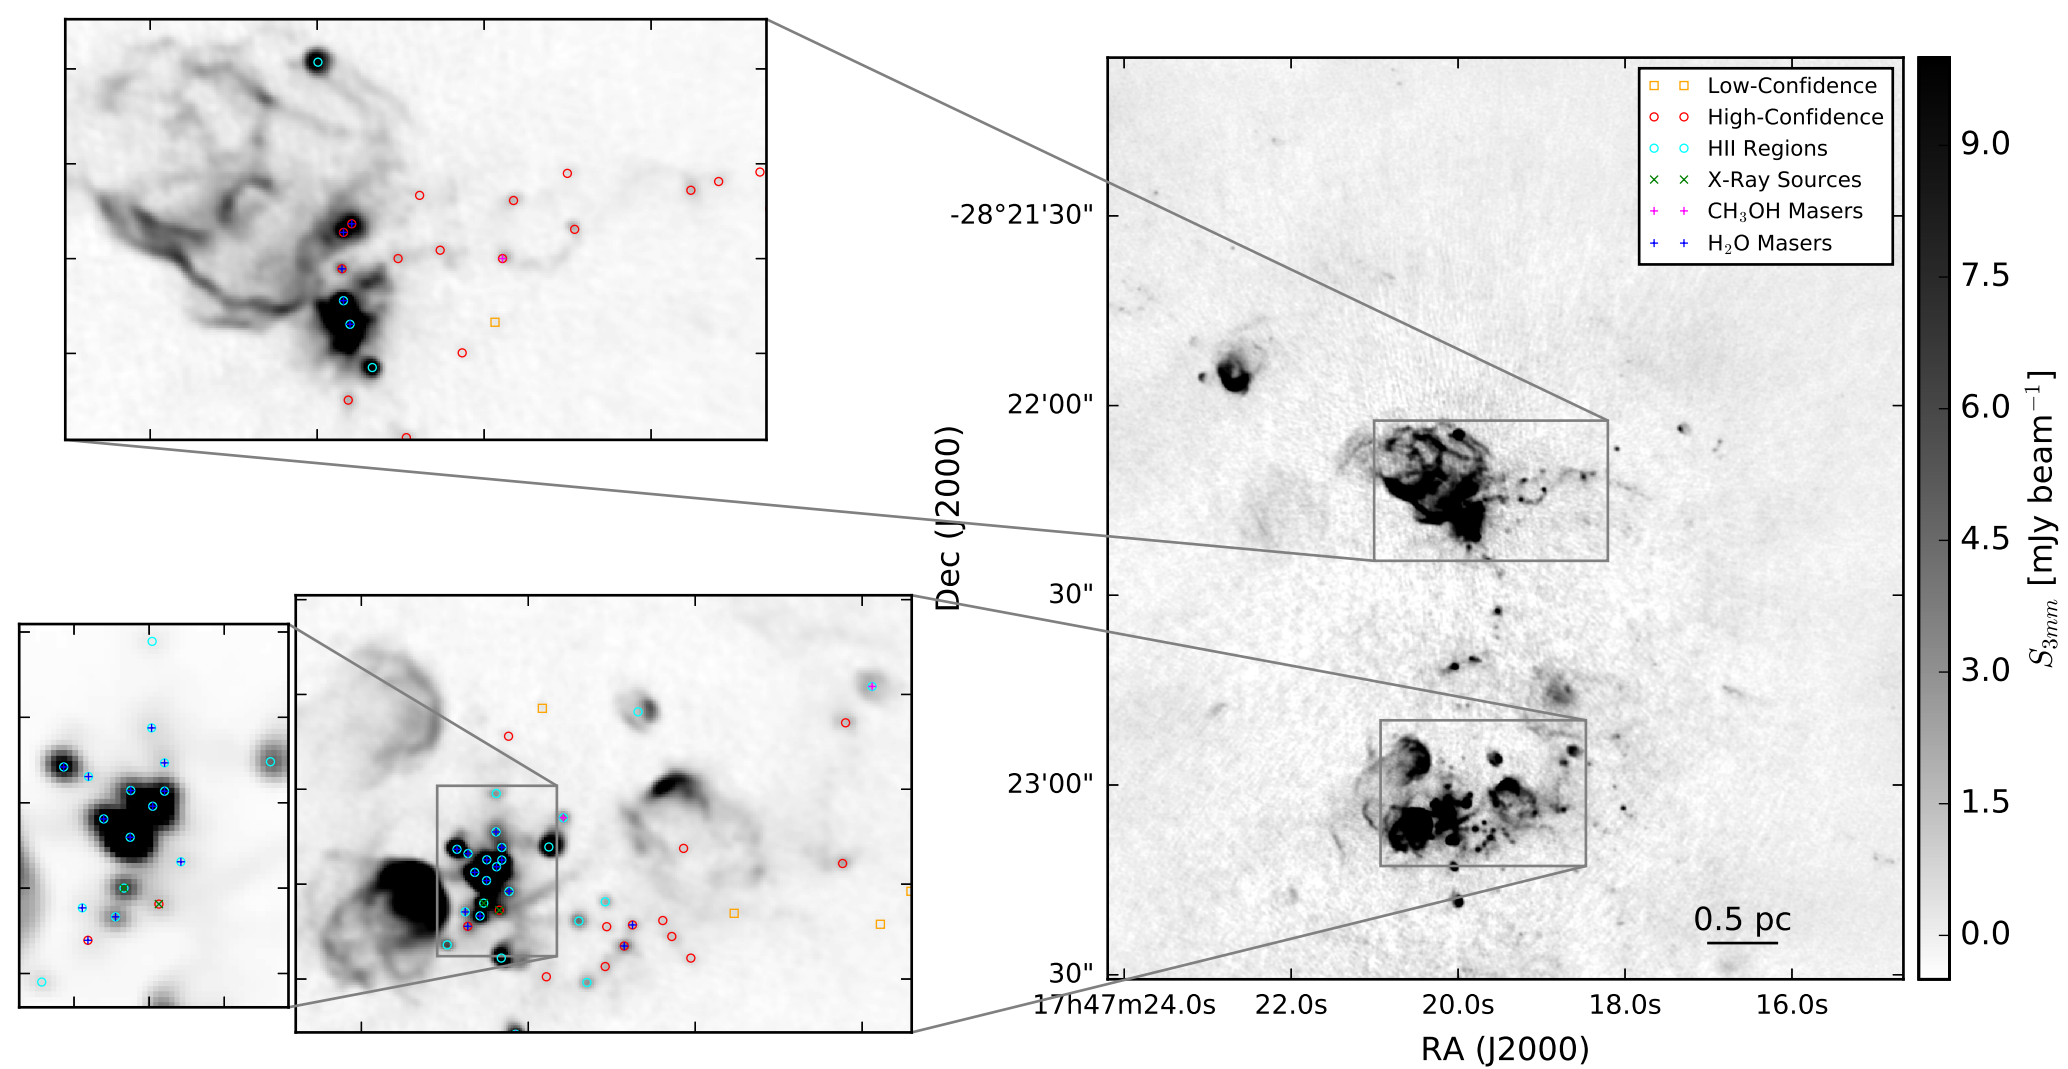 Low-Confidence
High-Confidence
HII Regions
X-Ray Sources
CH₃OH Masers
H₂O Masers
-28°21'30"
22'00"
30"
23'00"
30"
Dec (J2000)
17h47m24.0s 22.0s 20.0s 18.0s 16.0s
RA (J2000)
0.5 pc
9.0
7.5
6.0
4.5
3.0
1.5
0.0
S₃ₘₘ [mJy beam⁻¹]